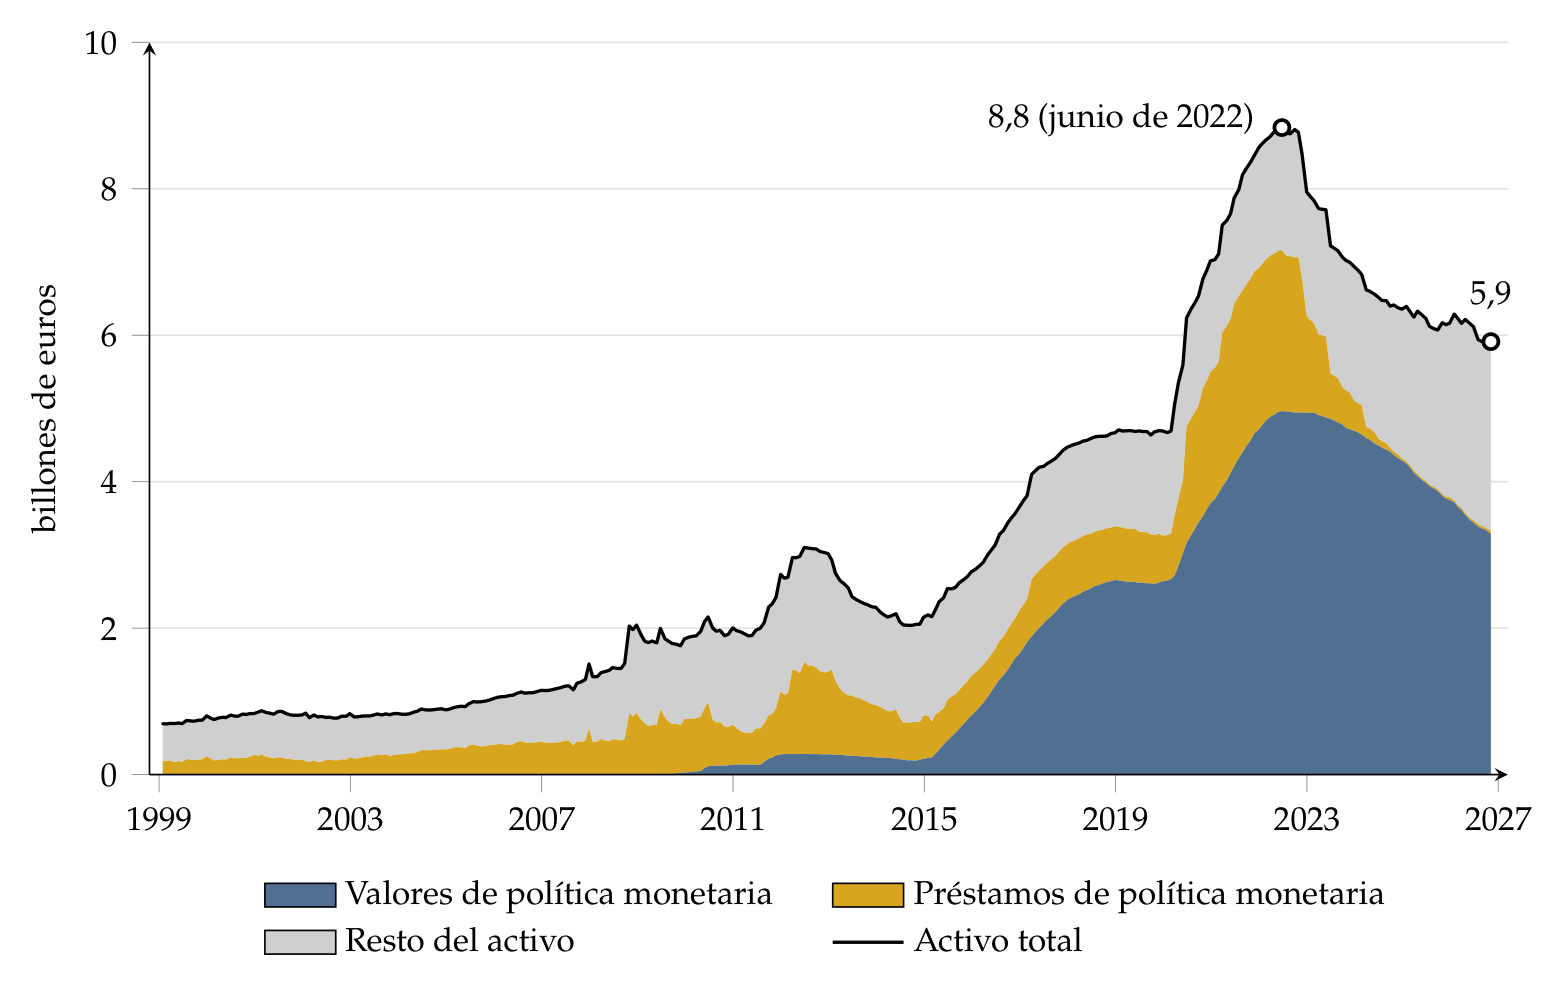 billones de euros
10
8
6
4
2
0
8,8 (junio de 2022)
5,9
1999 2003 2007 2011 2015 2019 2023 2027
Valores de política monetaria Préstamos de política monetaria
Resto del activo Activo total